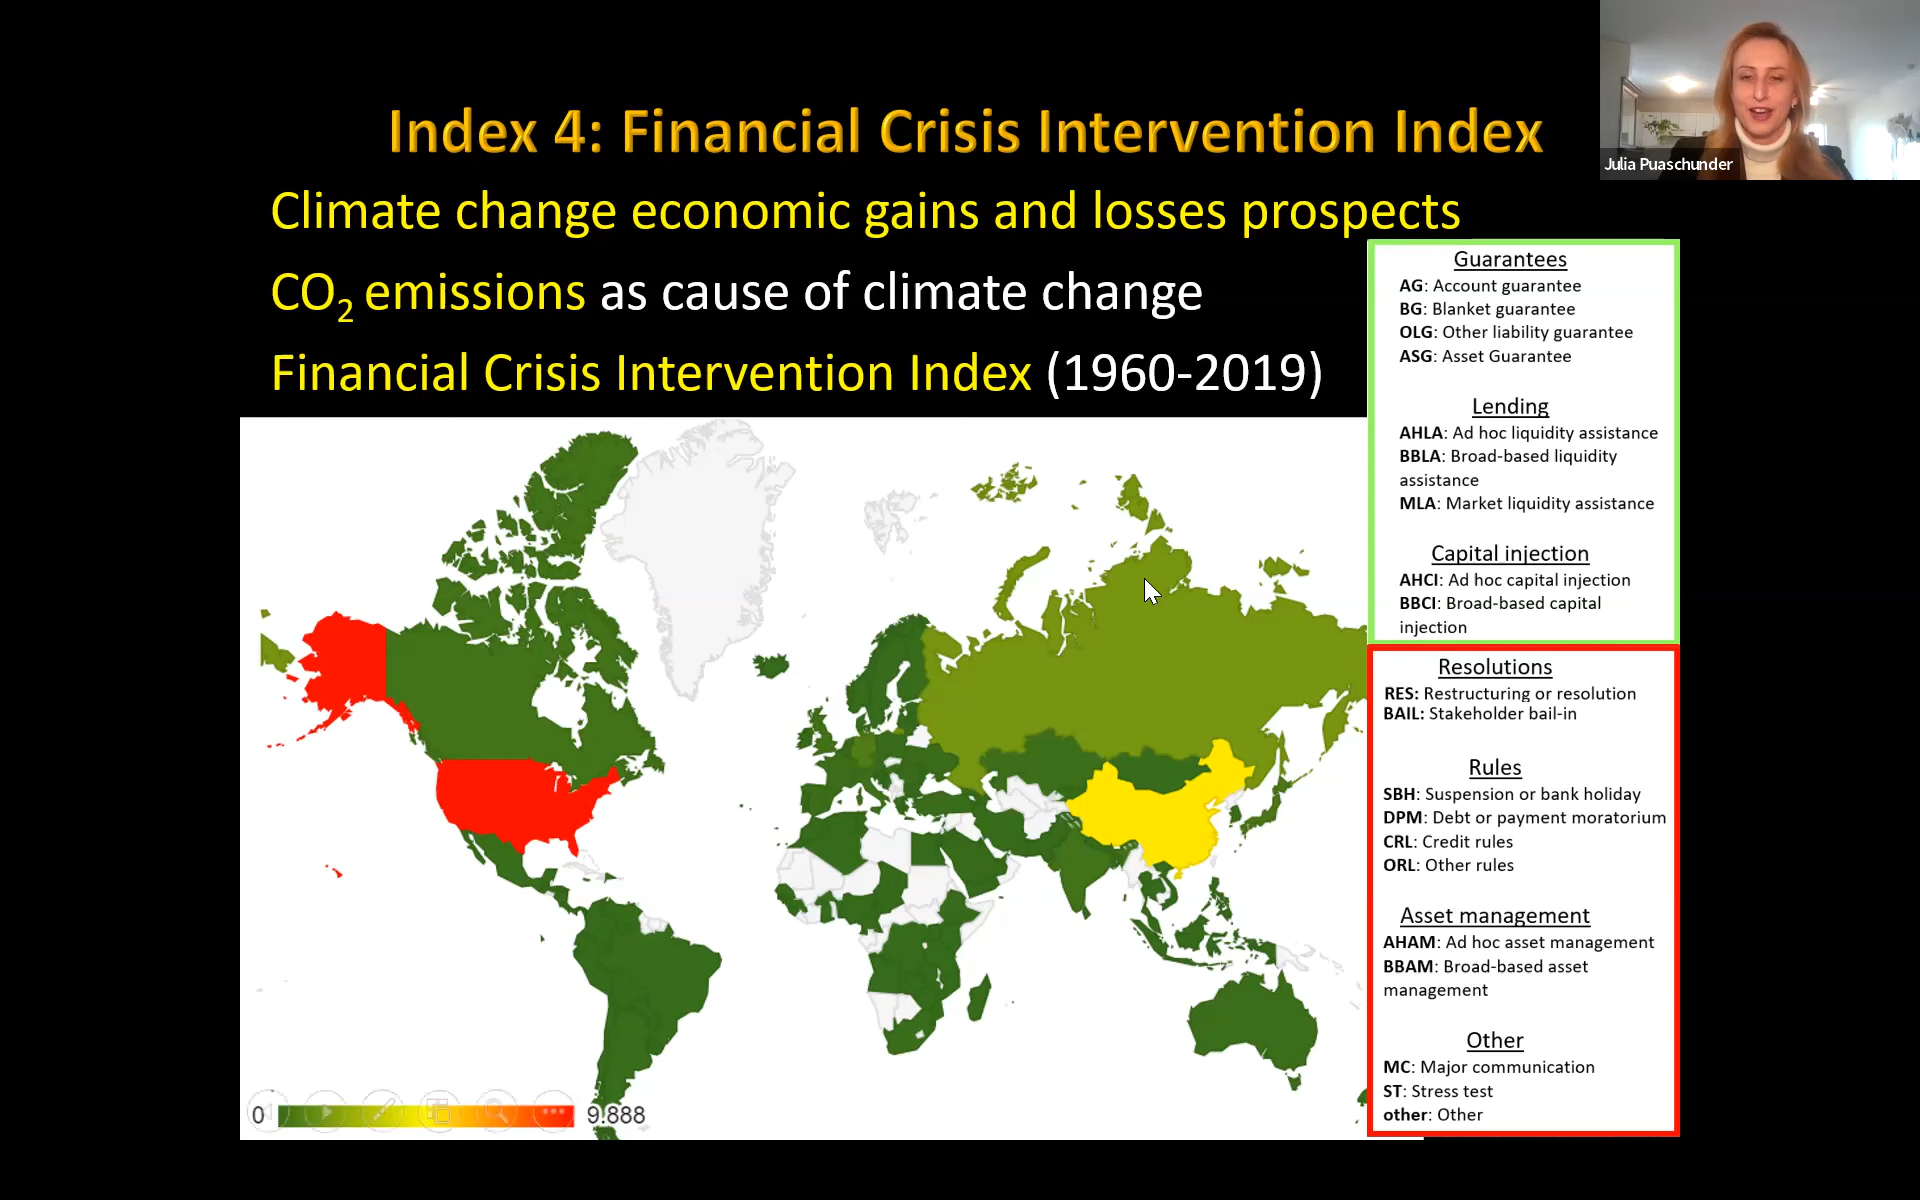 Index 4: Financial Crisis Intervention Index
Julia Puaschunder
Climate change economic gains and losses prospects
CO2 emissions as cause of climate change
Financial Crisis Intervention Index (1960-2019)
Guarantees
AG: Account guarantee
BG: Blanket guarantee
OLG: Other liability guarantee
ASG: Asset Guarantee
Lending
AHLA: Ad hoc liquidity assistance
BBLA: Broad-based liquidity
assistance
MLA: Market liquidity assistance
Capital injection
AHCI: Ad hoc capital injection
BBCI: Broad-based capital
injection
Resolutions
RES: Restructuring or resolution
BAIL: Stakeholder bail-in
Rules
SBH: Suspension or bank holiday
DPM: Debt or payment moratorium
CRL: Credit rules
ORL: Other rules
Asset management
AHAM: Ad hoc asset management
BBAM: Broad-based asset
management
Other
MC: Major communication
ST: Stress test
other: Other
0 9.888